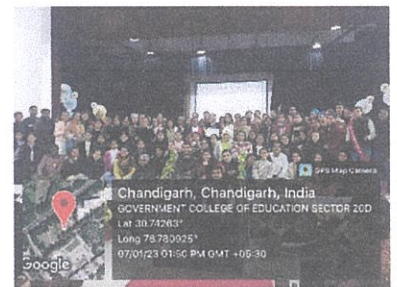 GPS Map Camera
Chandigarh, Chandigarh, India
GOVERNMENT COLLEGE OF EDUCATION SECTOR 20D
Lat 30.74263°
Long 76.780925°
07/01/23 01:50 PM GMT +05:30
Google